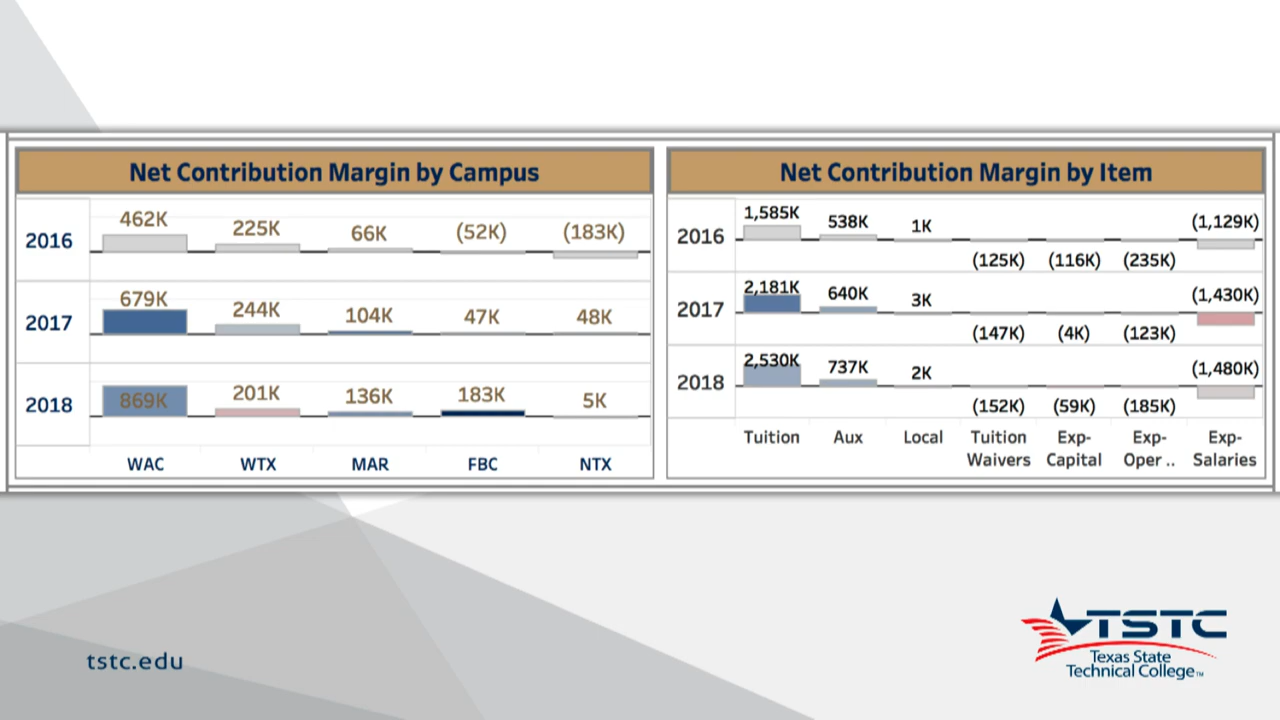 Net Contribution Margin by Campus
2016 462K 225K 66K (52K) (183K)
2017 679K 244K 104K 47K 48K
2018 869K 201K 136K 183K 5K
WAC WTX MAR FBC NTX
Net Contribution Margin by Item
2016 1,585K 538K 1K (125K) (116K) (235K) (1,129K)
2017 2,181K 640K 3K (147K) (4K) (123K) (1,430K)
2018 2,530K 737K 2K (152K) (59K) (185K) (1,480K)
Tuition Aux Local Tuition Exp- Exp- Exp-
Waivers Capital Oper .. Salaries
tstc.edu
TSTC
Texas State
Technical College™